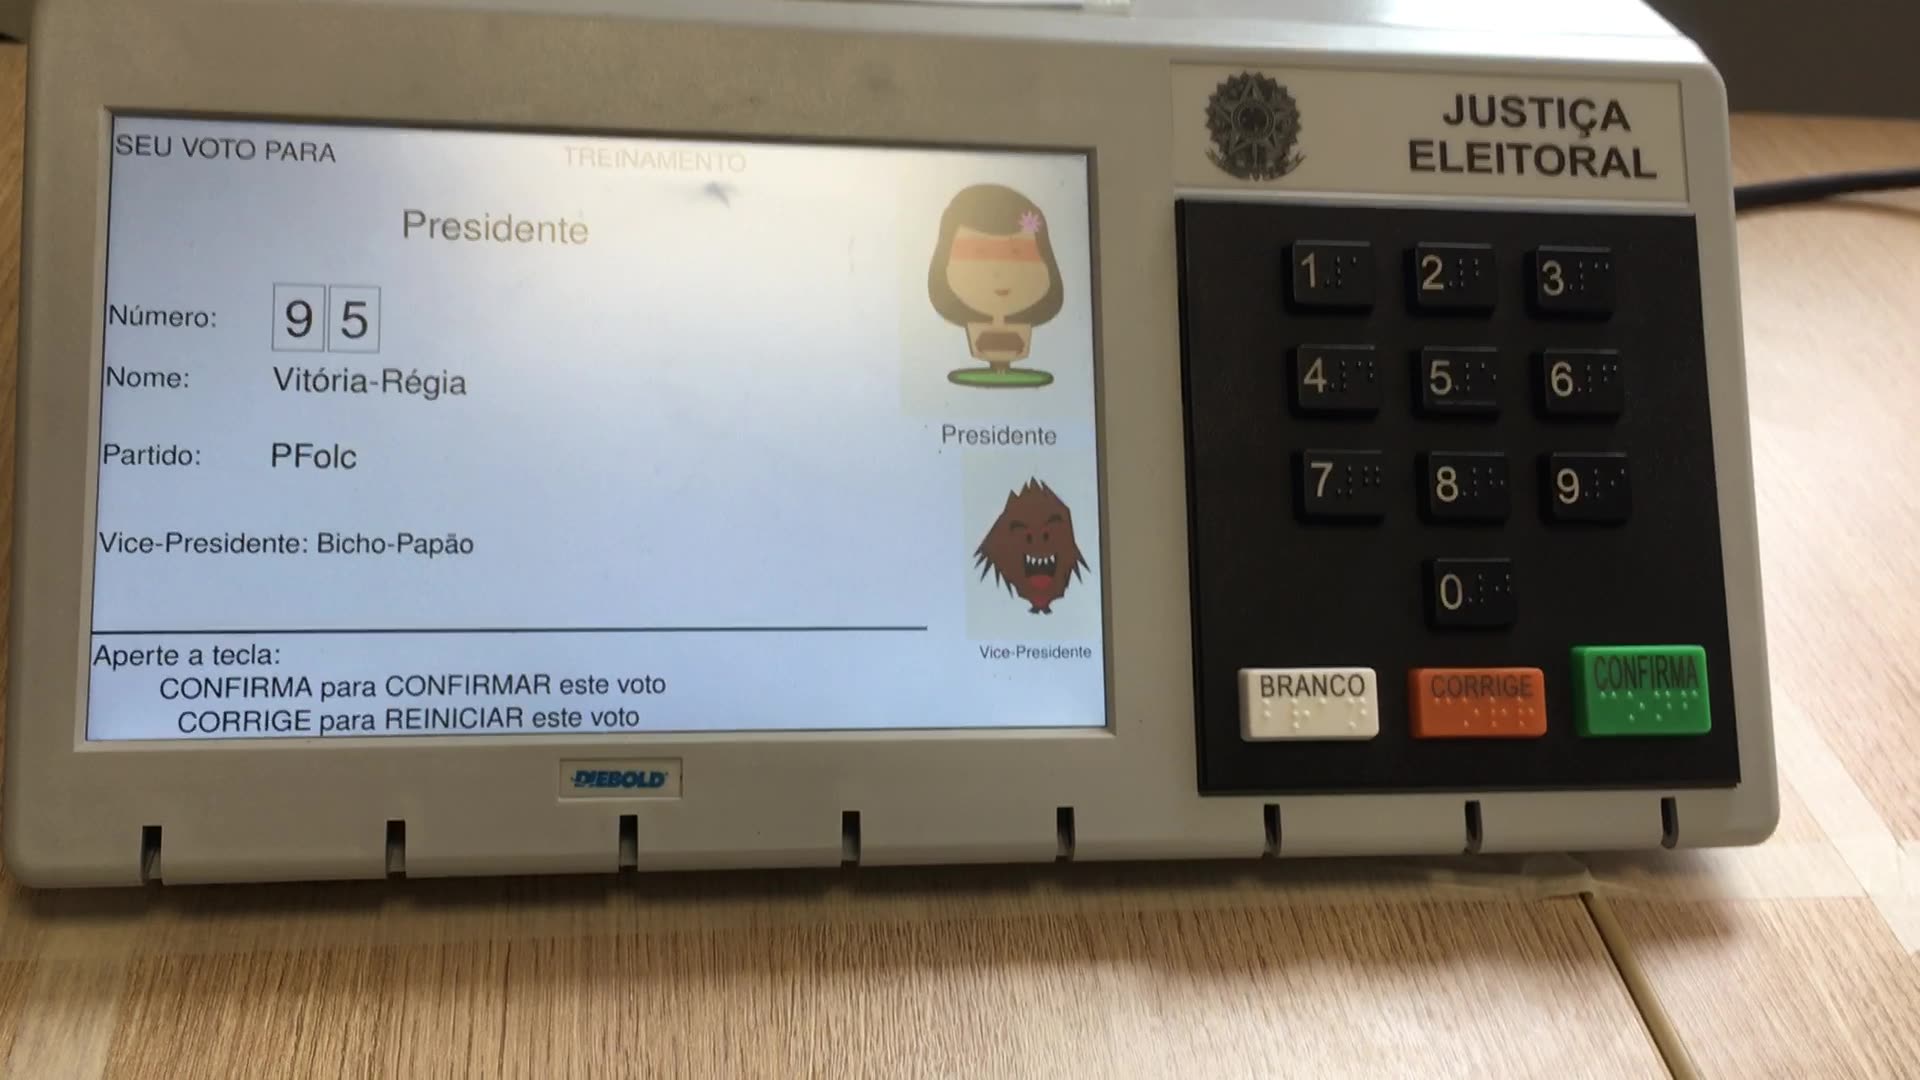 SEU VOTO PARA
TREINAMENTO
Presidente
Número: 95
Nome: Vitória-Régia
Partido: PFolc
Vice-Presidente: Bicho-Papão
Presidente
Vice-Presidente
Aperte a tecla:
CONFIRMA para CONFIRMAR este voto
CORRIGE para REINICIAR este voto
DIEBOLD
JUSTIÇA
ELEITORAL
1 2 3
4 5 6
7 8 9
0
BRANCO CORRIGE CONFIRMA